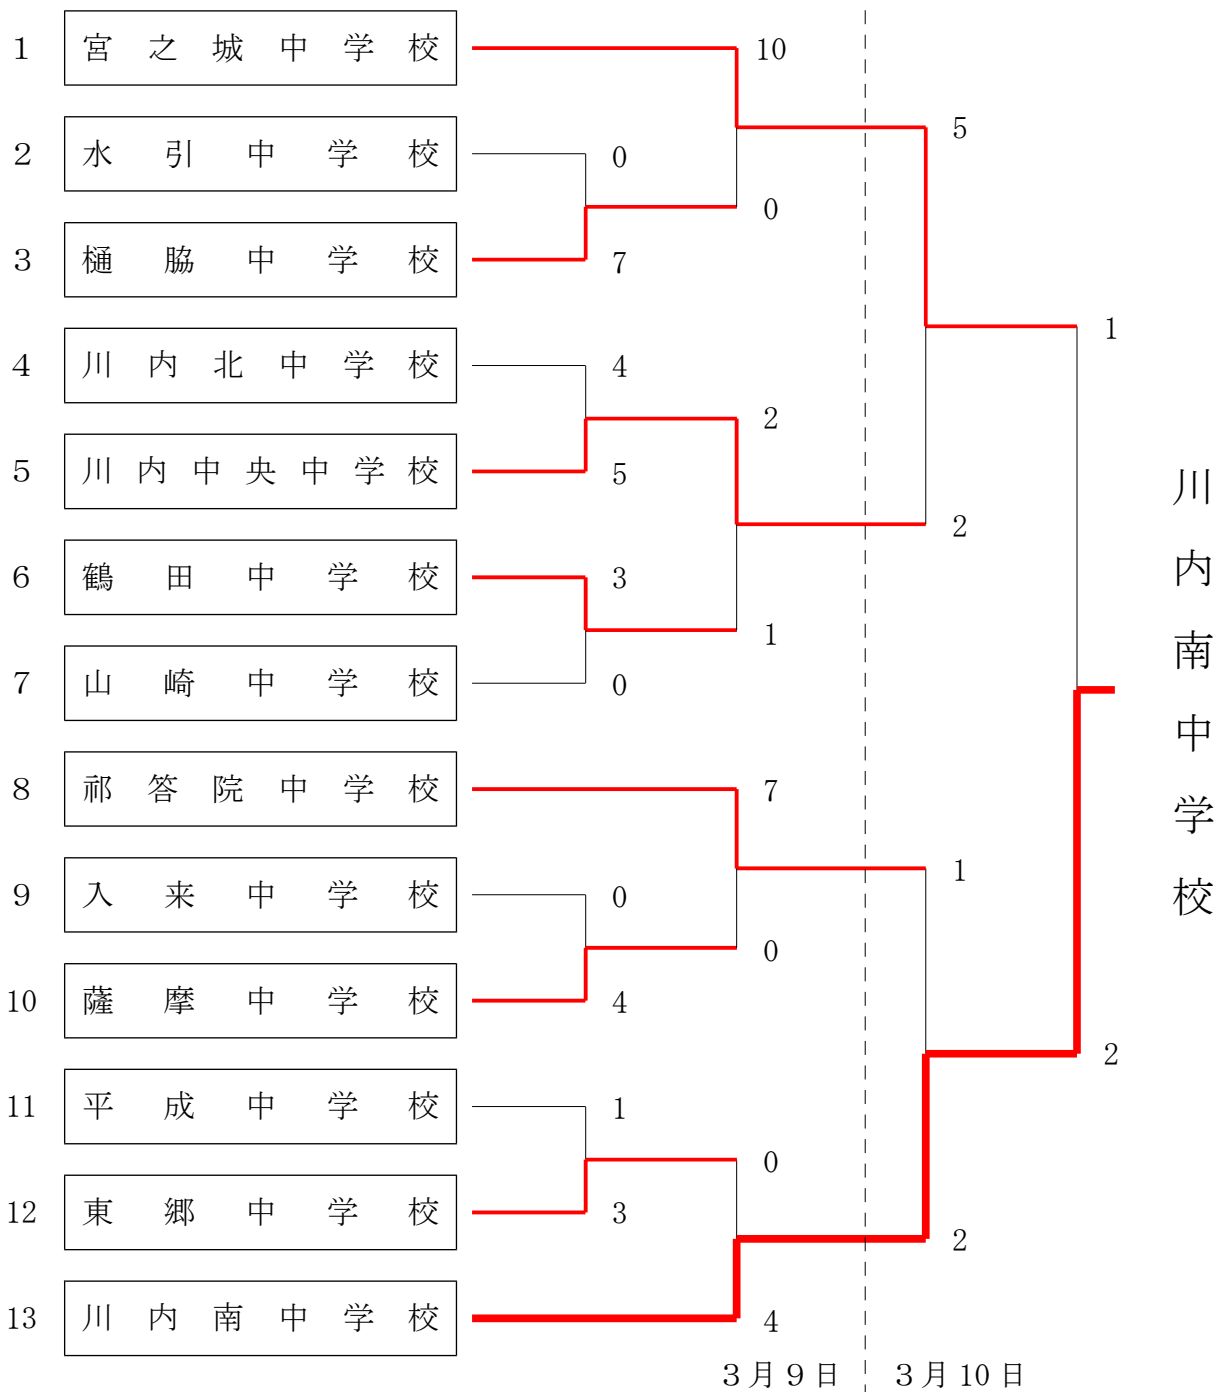 1 宮之城中学校 10
5
2 水引中学校 0
0
3 樋脇中学校 7
1
4 川内北中学校 4
2
5 川内中央中学校 5
2
6 鶴田中学校 3
1
7 山崎中学校 0
8 祁答院中学校 7
1
9 入来中学校 0
0
10 薩摩中学校 4
2
11 平成中学校 1
0
12 東郷中学校 3
2
13 川内南中学校 4
川内南中学校
3月9日 3月10日